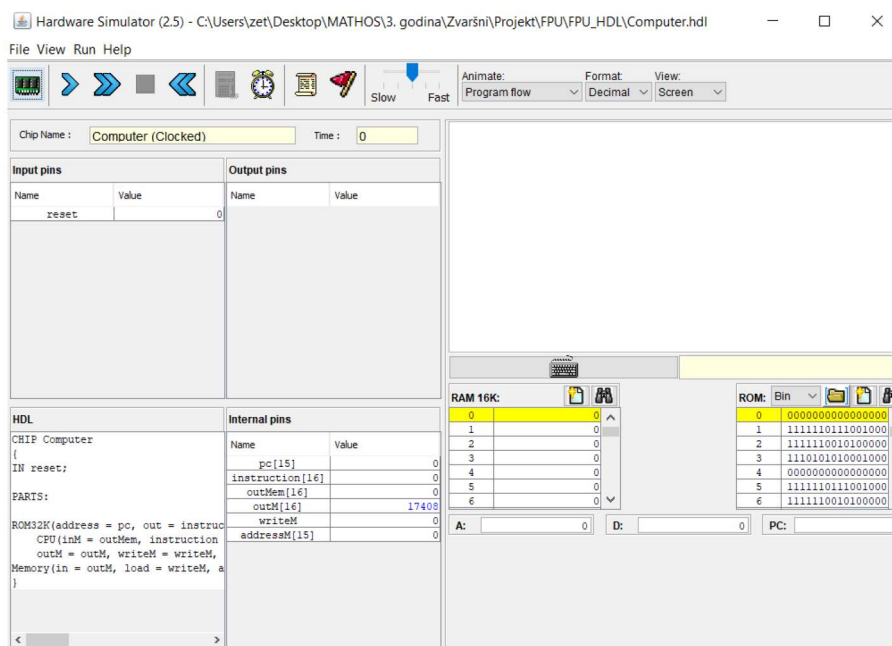 Hardware Simulator (2.5) - C:\Users\zet\Desktop\MATHOS\3. godina\Zvaršni\Projekt\FPU\FPU_HDL\Computer.hdl
File View Run Help
Slow Fast
Animate: Format: View:
Program flow Decimal Screen
Chip Name : Computer (Clocked) Time : 0
Input pins Output pins
Name Value Name Value
reset 0
HDL Internal pins
CHIP Computer
{
IN reset;
PARTS:
ROM32K(address = pc, out = instruc
CPU(inM = outMem, instruction
outM = outM, writeM = writeM,
Memory(in = outM, load = writeM, a
}
Name Value
pc[15] 0
instruction[16] 0
outMem[16] 0
outM[16] 17408
writeM 0
addressM[15] 0
RAM 16K:
0 0
1 0
2 0
3 0
4 0
5 0
6 0
ROM: Bin
0 0000000000000000
1 1111110111001000
2 1111110010100000
3 1110101010001000
4 0000000000000000
5 1111110111001000
6 1111110010100000
A: 0 D: 0 PC: